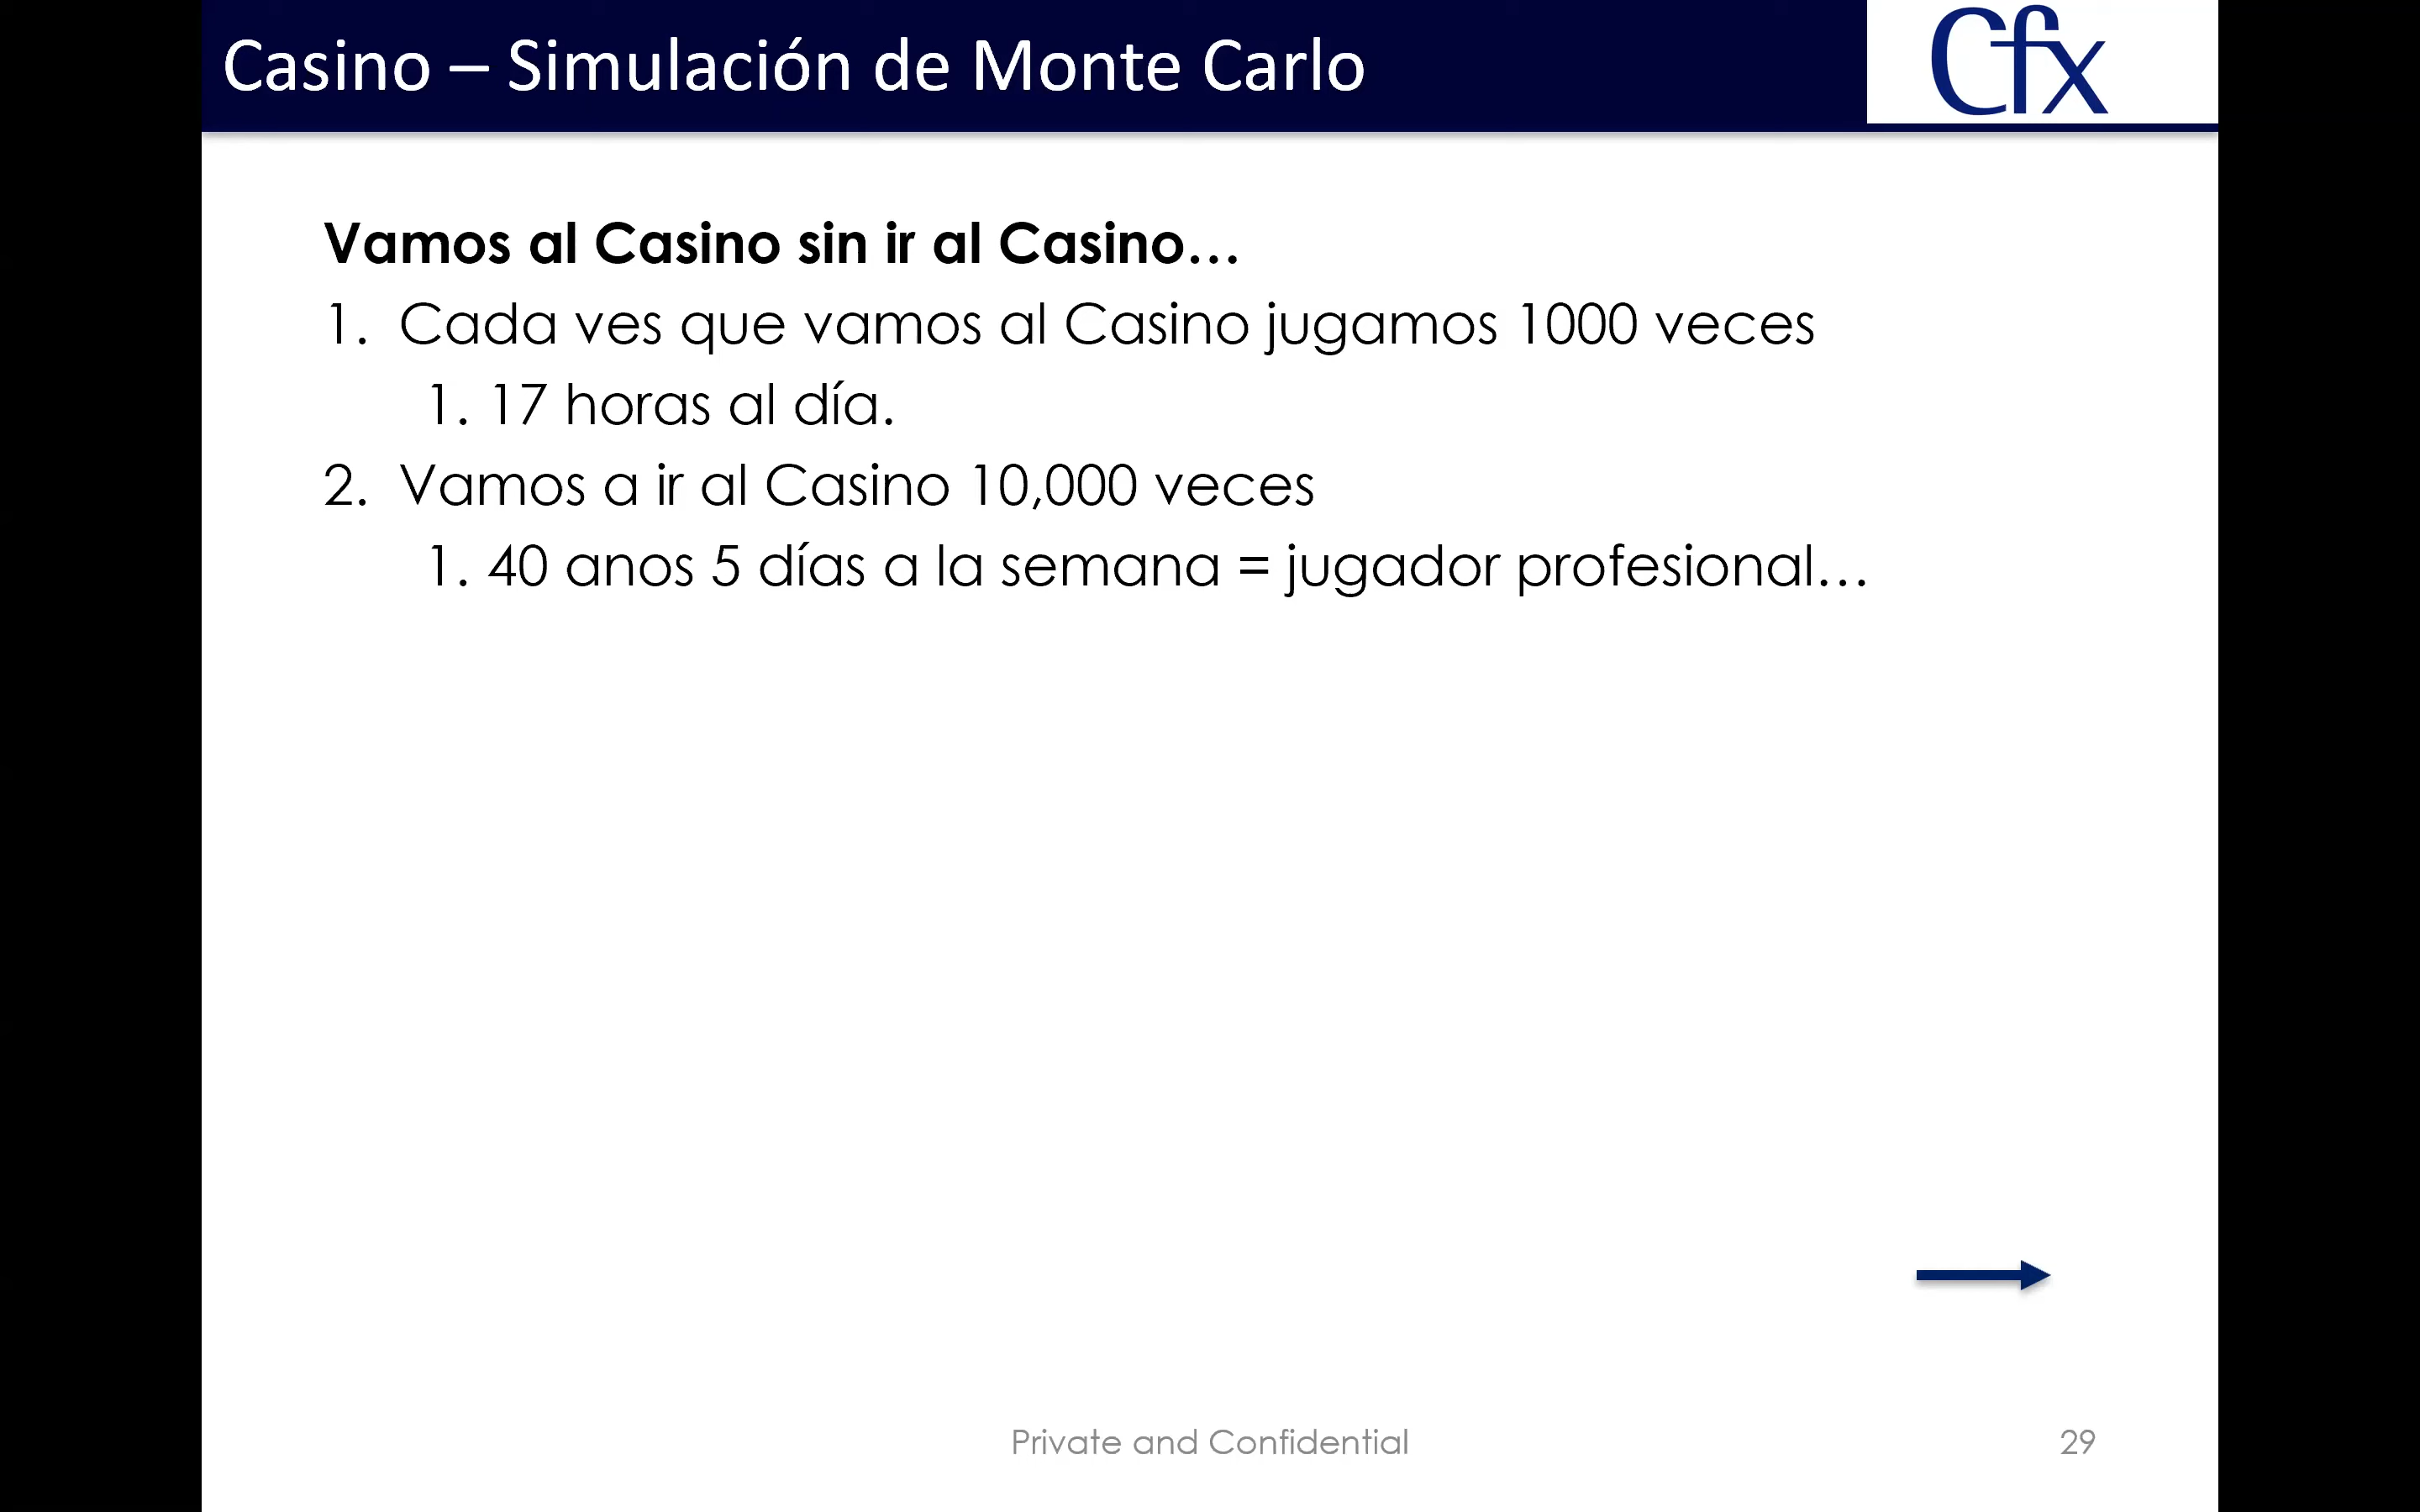 Casino – Simulación de Monte Carlo
Cfx
Vamos al Casino sin ir al Casino…
1. Cada ves que vamos al Casino jugamos 1000 veces
1. 17 horas al día.
2. Vamos a ir al Casino 10,000 veces
1. 40 anos 5 días a la semana = jugador profesional…
Private and Confidential
29